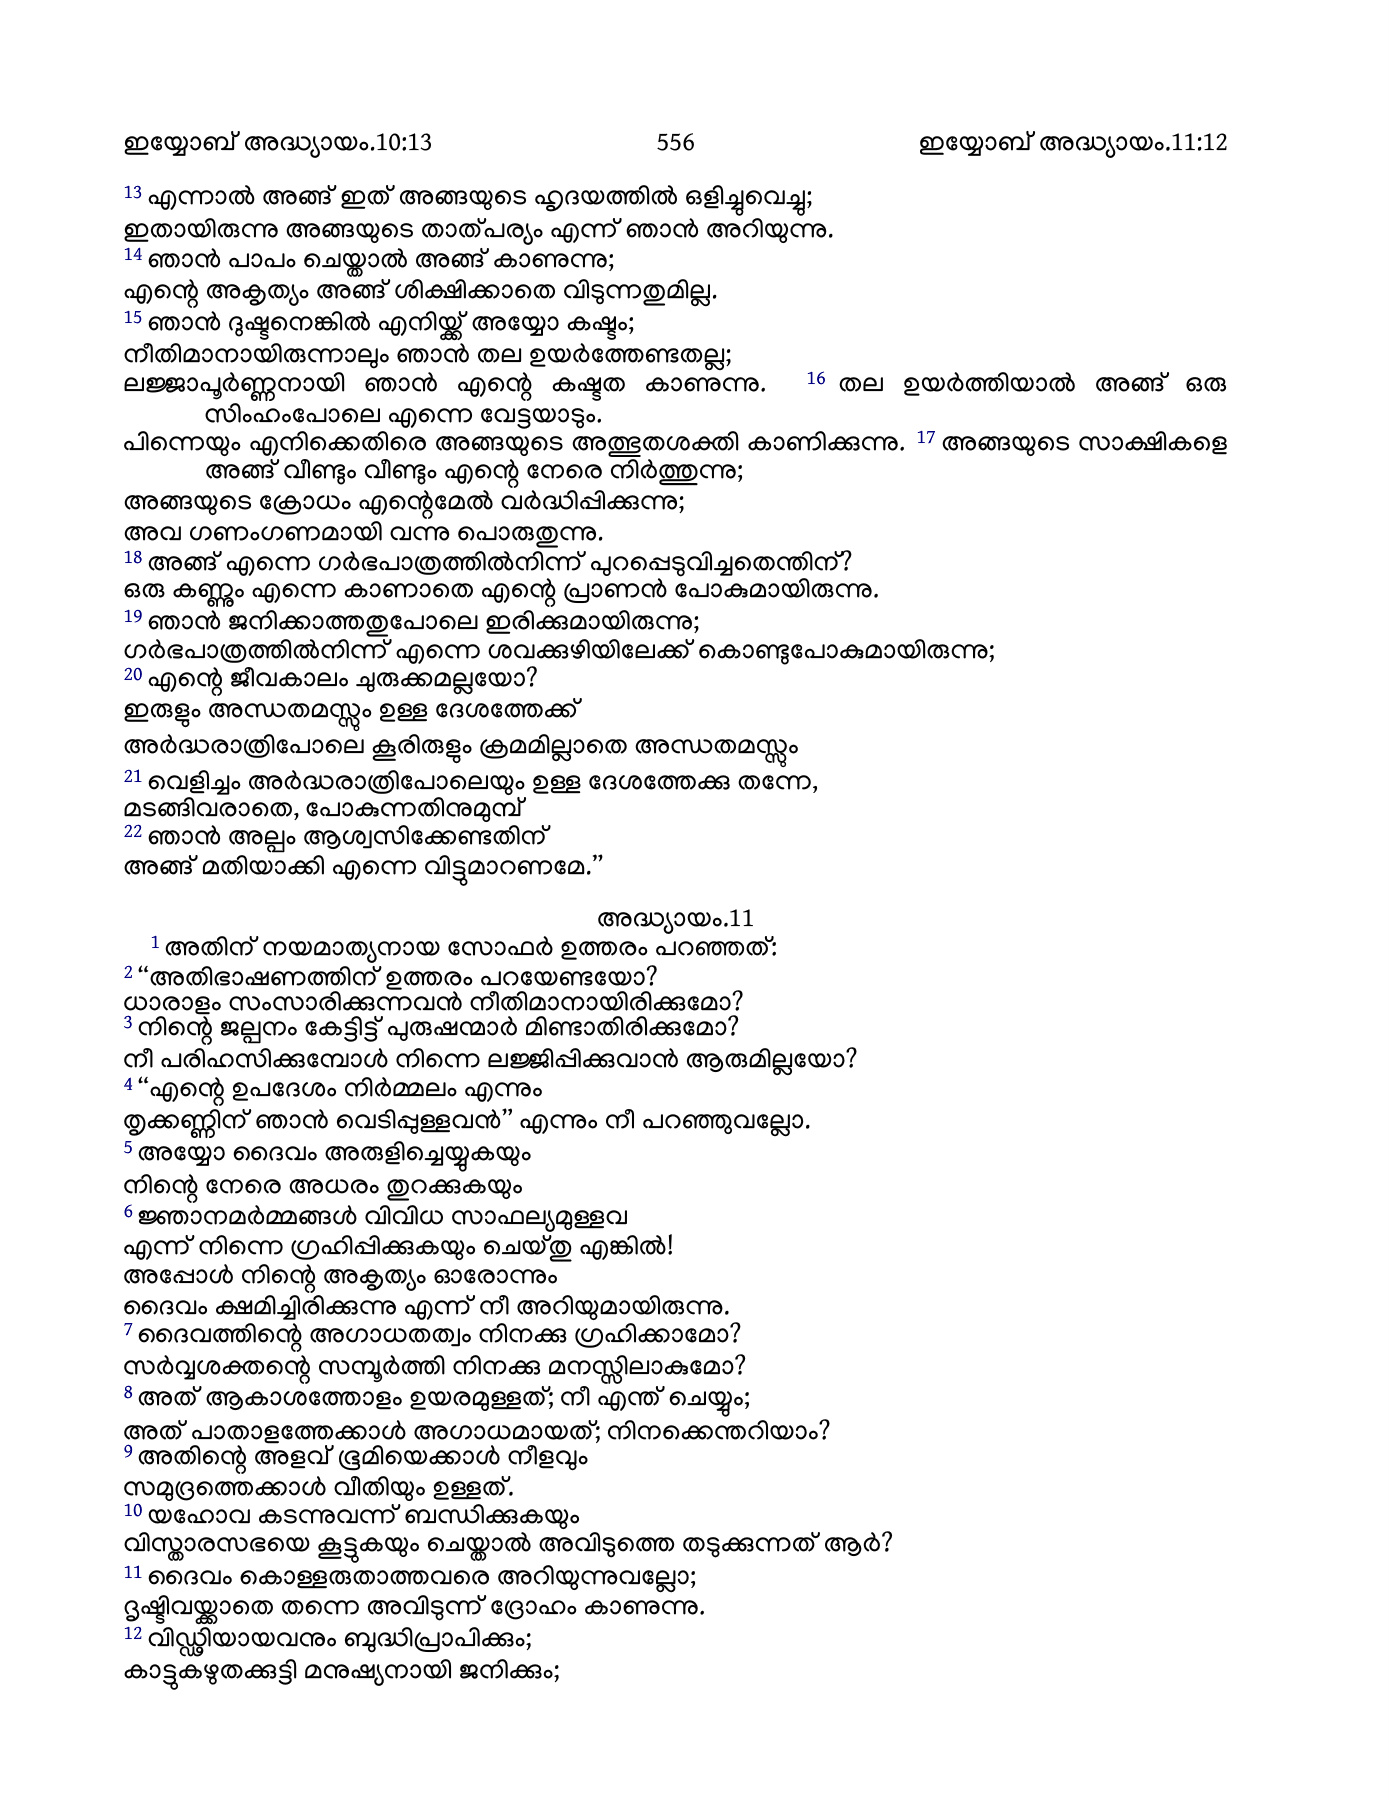 ഇയ്യോബ് അദ്ധ്യായം.10:13 556 ഇയ്യോബ് അദ്ധ്യായം.11:12
13 എന്നാൽ അങ്ങ് ഇത് അങ്ങയുടെ ഹൃദയത്തിൽ ഒളിച്ചുവെച്ചു;
ഇതായിരുന്നു അങ്ങയുടെ താത്പര്യം എന്ന് ഞാൻ അറിയുന്നു.
14 ഞാൻ പാപം ചെയ്താൽ അങ്ങ് കാണുന്നു;
എന്റെ അകൃത്യം അങ്ങ് ശിക്ഷിക്കാതെ വിടുന്നതുമില്ല.
15 ഞാൻ ദുഷ്ടനെങ്കിൽ എനിയ്ക്ക് അയ്യോ കഷ്ടം;
നീതിമാനായിരുന്നാലും ഞാൻ തല ഉയർത്തേണ്ടതല്ല;
ലജ്ജാപൂർണ്ണനായി ഞാൻ എന്റെ കഷ്ടത കാണുന്നു. 16 തല ഉയർത്തിയാൽ അങ്ങ് ഒരു
സിംഹംപോലെ എന്നെ വേട്ടയാടും.
പിന്നെയും എനിക്കെതിരെ അങ്ങയുടെ അത്ഭുതശക്തി കാണിക്കുന്നു. 17 അങ്ങയുടെ സാക്ഷികളെ
അങ്ങ് വീണ്ടും വീണ്ടും എന്റെ നേരെ നിർത്തുന്നു;
അങ്ങയുടെ ക്രോധം എന്റെമേൽ വർദ്ധിപ്പിക്കുന്നു;
അവ ഗണംഗണമായി വന്നു പൊരുതുന്നു.
18 അങ്ങ് എന്നെ ഗർഭപാത്രത്തിൽനിന്ന് പുറപ്പെടുവിച്ചതെന്തിന്?
ഒരു കണ്ണും എന്നെ കാണാതെ എന്റെ പ്രാണൻ പോകുമായിരുന്നു.
19 ഞാൻ ജനിക്കാത്തതുപോലെ ഇരിക്കുമായിരുന്നു;
ഗർഭപാത്രത്തിൽനിന്ന് എന്നെ ശവക്കുഴിയിലേക്ക് കൊണ്ടുപോകുമായിരുന്നു;
20 എന്റെ ജീവകാലം ചുരുക്കമല്ലയോ?
ഇരുളും അന്ധതമസ്സും ഉള്ള ദേശത്തേക്ക്
അർദ്ധരാത്രിപോലെ കൂരിരുളും ക്രമമില്ലാതെ അന്ധതമസ്സും
21 വെളിച്ചം അർദ്ധരാത്രിപോലെയും ഉള്ള ദേശത്തേക്കു തന്നേ,
മടങ്ങിവരാതെ, പോകുന്നതിനുമുമ്പ്
22 ഞാൻ അല്പം ആശ്വസിക്കേണ്ടതിന്
അങ്ങ് മതിയാക്കി എന്നെ വിട്ടുമാറണമേ.”
അദ്ധ്യായം.11
1 അതിന് നയമാത്യനായ സോഫർ ഉത്തരം പറഞ്ഞത്:
2 “അതിഭാഷണത്തിന് ഉത്തരം പറയേണ്ടയോ?
ധാരാളം സംസാരിക്കുന്നവൻ നീതിമാനായിരിക്കുമോ?
3 നിന്റെ ജല്പനം കേട്ടിട്ട് പുരുഷന്മാർ മിണ്ടാതിരിക്കുമോ?
നീ പരിഹസിക്കുമ്പോൾ നിന്നെ ലജ്ജിപ്പിക്കുവാൻ ആരുമില്ലയോ?
4 “എന്റെ ഉപദേശം നിർമ്മലം എന്നും
തൃക്കണ്ണിന് ഞാൻ വെടിപ്പുള്ളവൻ” എന്നും നീ പറഞ്ഞുവല്ലോ.
5 അയ്യോ ദൈവം അരുളിച്ചെയ്യുകയും
നിന്റെ നേരെ അധരം തുറക്കുകയും
6 ജ്ഞാനമർമ്മങ്ങൾ വിവിധ സാഫല്യമുള്ളവ
എന്ന് നിന്നെ ഗ്രഹിപ്പിക്കുകയും ചെയ്തു എങ്കിൽ!
അപ്പോൾ നിന്റെ അകൃത്യം ഓരോന്നും
ദൈവം ക്ഷമിച്ചിരിക്കുന്നു എന്ന് നീ അറിയുമായിരുന്നു.
7 ദൈവത്തിന്റെ അഗാധതത്വം നിനക്കു ഗ്രഹിക്കാമോ?
സർവ്വശക്തന്റെ സമ്പൂർത്തി നിനക്കു മനസ്സിലാകുമോ?
8 അത് ആകാശത്തോളം ഉയരമുള്ളത്; നീ എന്ത് ചെയ്യും;
അത് പാതാളത്തേക്കാൾ അഗാധമായത്; നിനക്കെന്തറിയാം?
9 അതിന്റെ അളവ് ഭൂമിയെക്കാൾ നീളവും
സമുദ്രത്തെക്കാൾ വീതിയും ഉള്ളത്.
10 യഹോവ കടന്നുവന്ന് ബന്ധിക്കുകയും
വിസ്താരസഭയെ കൂട്ടുകയും ചെയ്താൽ അവിടുത്തെ തടുക്കുന്നത് ആർ?
11 ദൈവം കൊള്ളരുതാത്തവരെ അറിയുന്നുവല്ലോ;
ദൃഷ്ടിവയ്ക്കാതെ തന്നെ അവിടുന്ന് ദ്രോഹം കാണുന്നു.
12 വിഡ്ഢിയായവനും ബുദ്ധിപ്രാപിക്കും;
കാട്ടുകഴുതക്കുട്ടി മനുഷ്യനായി ജനിക്കും;